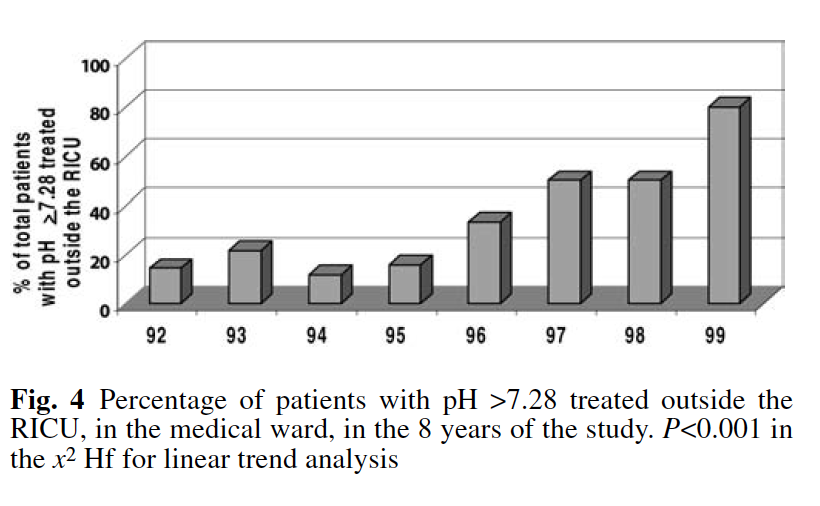 % of total patients
with pH ≥7.28 treated
outside the RICU
100
80
60
40
20
0
92 93 94 95 96 97 98 99
Fig. 4 Percentage of patients with pH >7.28 treated outside the
RICU, in the medical ward, in the 8 years of the study. P<0.001 in
the x² Hf for linear trend analysis